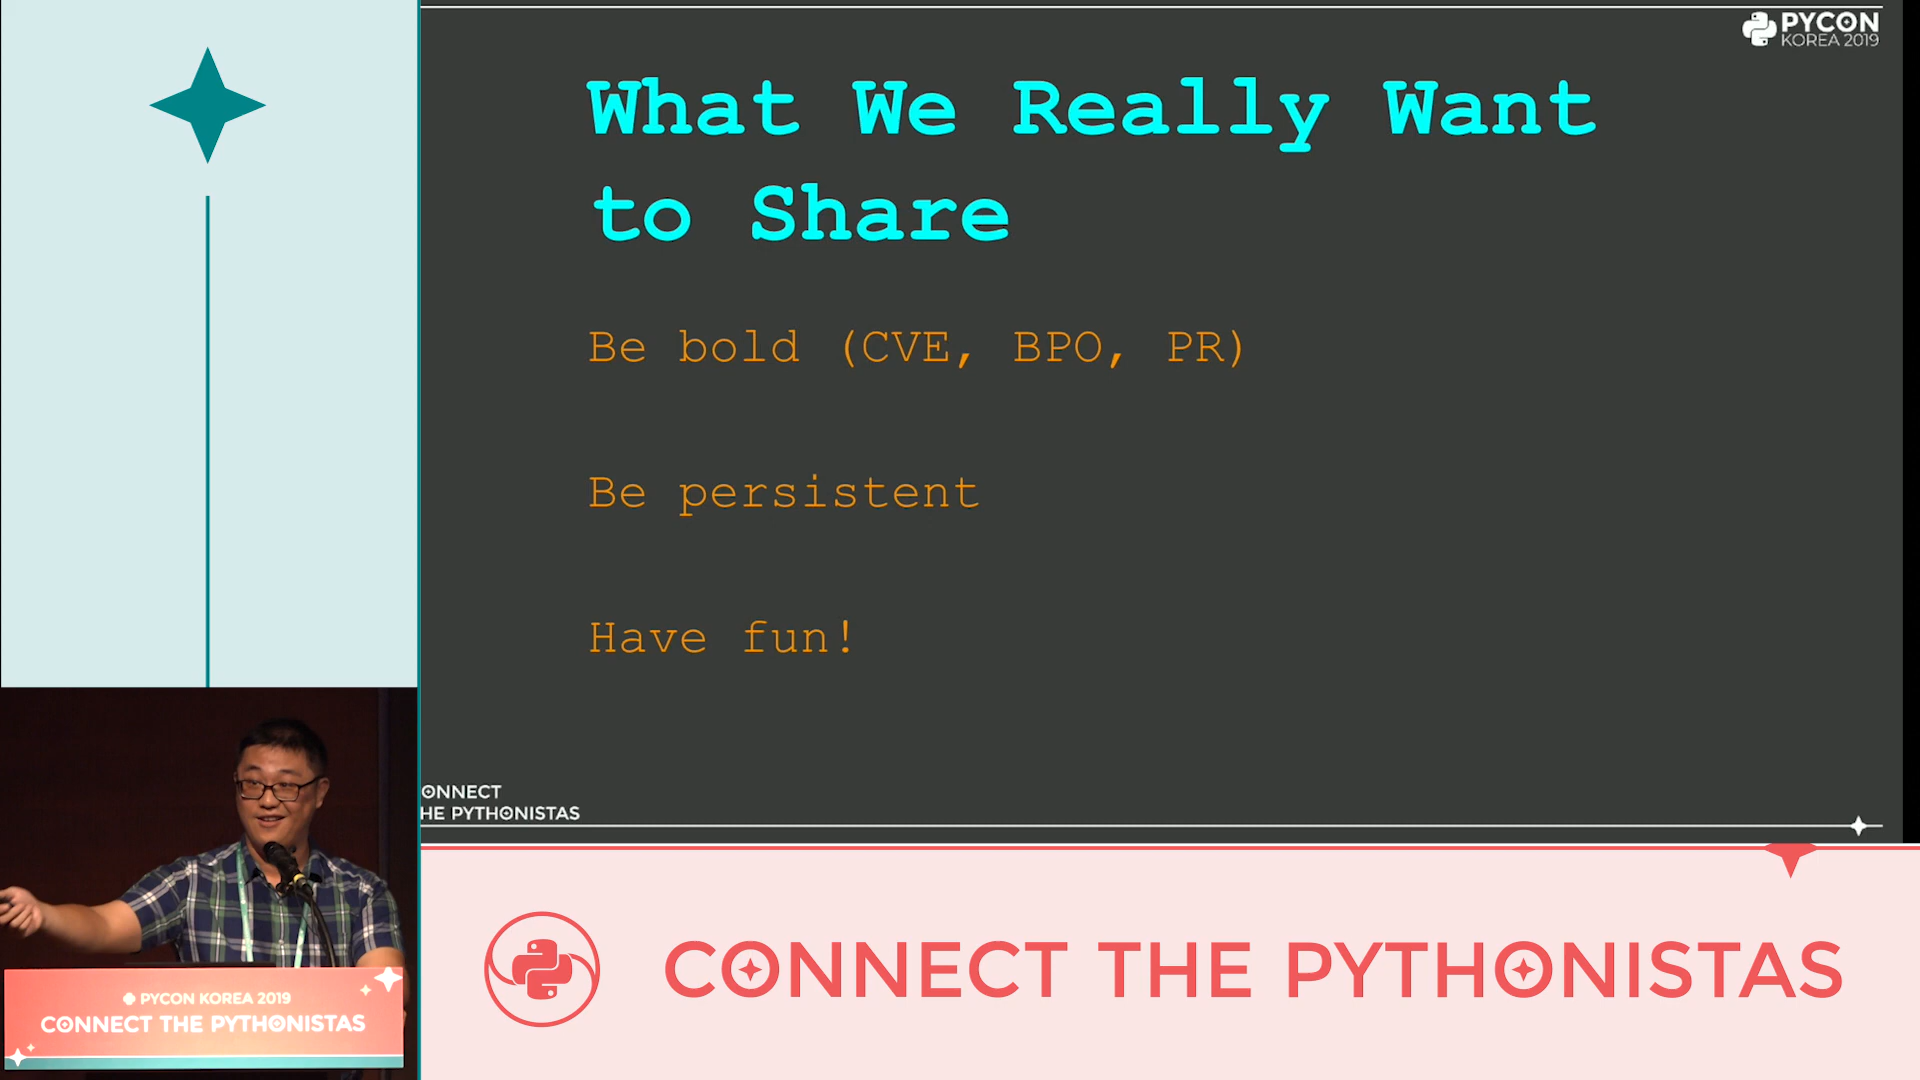 PYCON
KOREA 2019
What We Really Want
to Share
Be bold (CVE, BPO, PR)
Be persistent
Have fun!
ONNECT
HE PYTHONISTAS
PYCON KOREA 2019
CONNECT THE PYTHONISTAS
CONNECT THE PYTHONISTAS